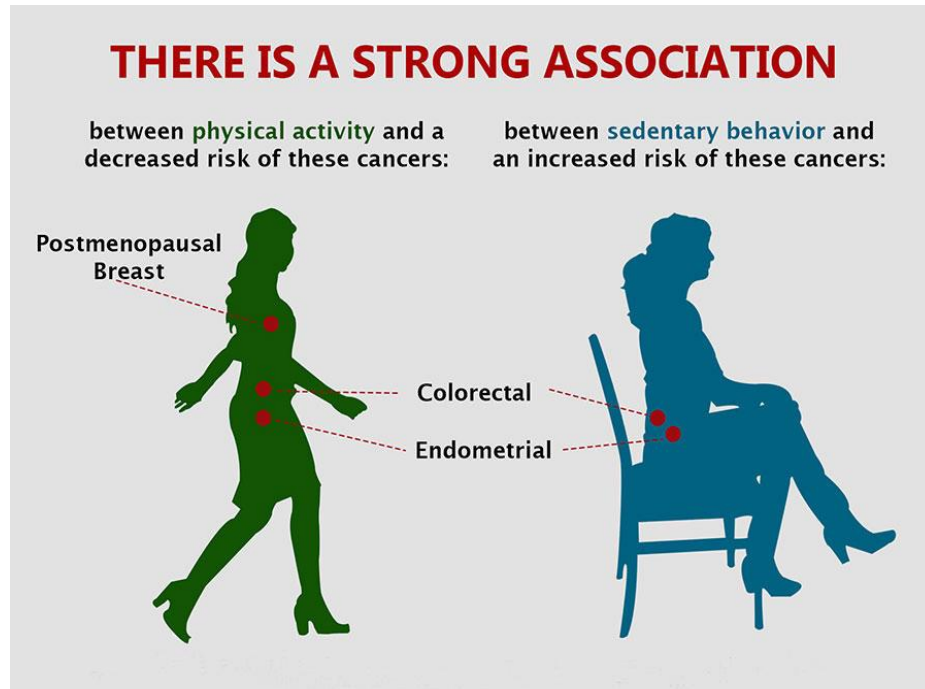 THERE IS A STRONG ASSOCIATION
between physical activity and a
decreased risk of these cancers:
between sedentary behavior and
an increased risk of these cancers:
Postmenopausal
Breast
Colorectal
Endometrial